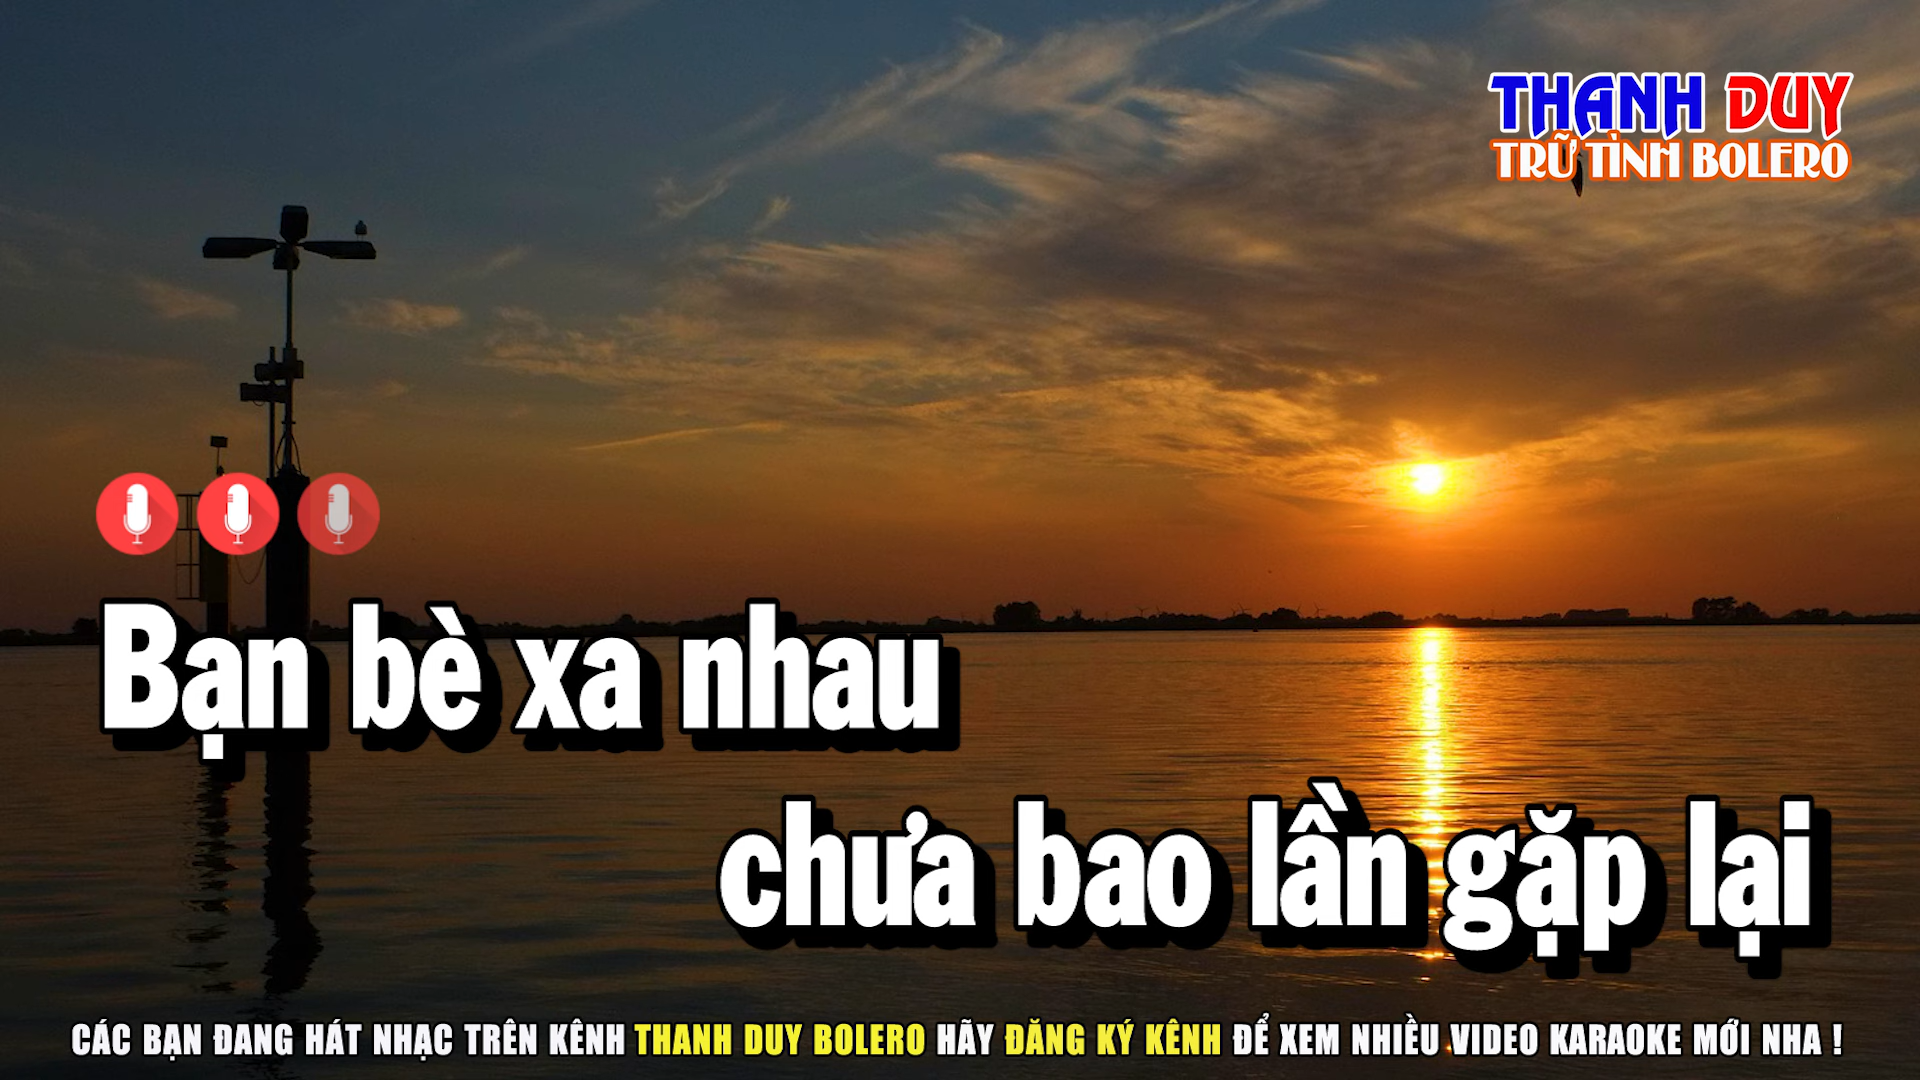 THANH DUY
TRỮ TÌNH BOLERO
Bạn bè xa nhau
chưa bao lần gặp lại
CÁC BẠN ĐANG HÁT NHẠC TRÊN KÊNH THANH DUY BOLERO HÃY ĐĂNG KÝ KÊNH ĐỂ XEM NHIỀU VIDEO KARAOKE MỚI NHA !